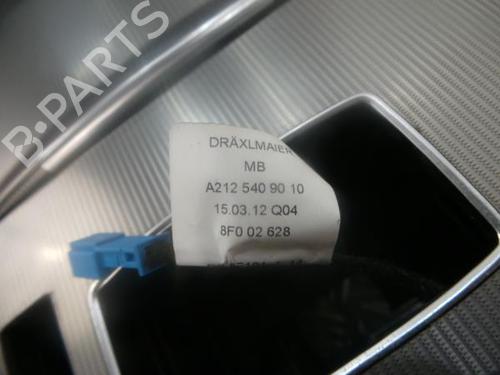 B-PARTS
DRÄXLMAIER
MB
A212 540 90 10
15.03.12 Q04
8F0 02 628